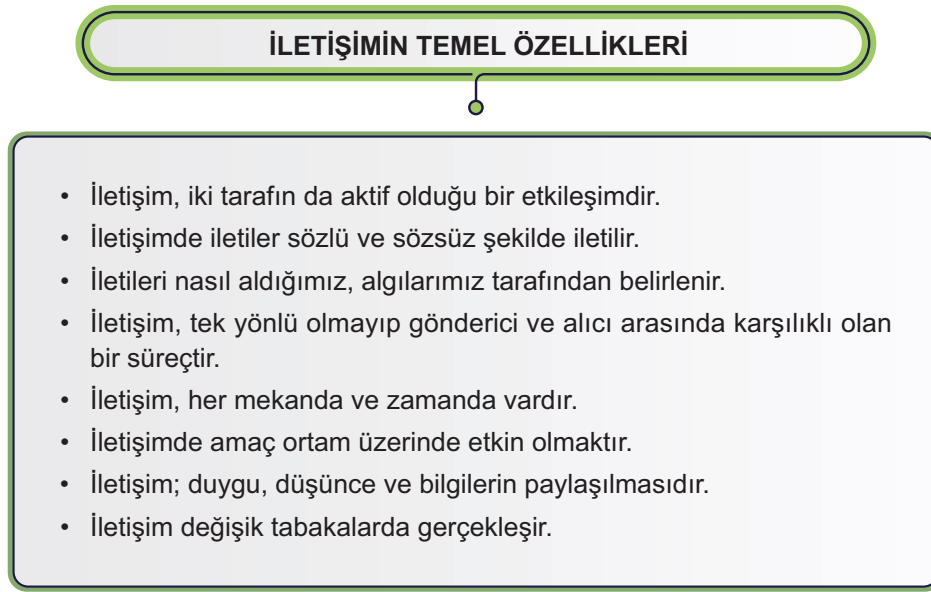 İLETİŞİMİN TEMEL ÖZELLİKLERİ
• İletişim, iki tarafın da aktif olduğu bir etkileşimdir.
• İletişimde iletiler sözlü ve sözsüz şekilde iletilir.
• İletileri nasıl aldığımız, algılarımız tarafından belirlenir.
• İletişim, tek yönlü olmayıp gönderici ve alıcı arasında karşılıklı olan
bir süreçtir.
• İletişim, her mekanda ve zamanda vardır.
• İletişimde amaç ortam üzerinde etkin olmaktır.
• İletişim; duygu, düşünce ve bilgilerin paylaşılmasıdır.
• İletişim değişik tabakalarda gerçekleşir.